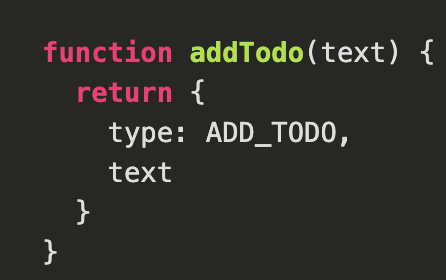 function addTodo(text) {
  return {
    type: ADD_TODO,
    text
  }
}